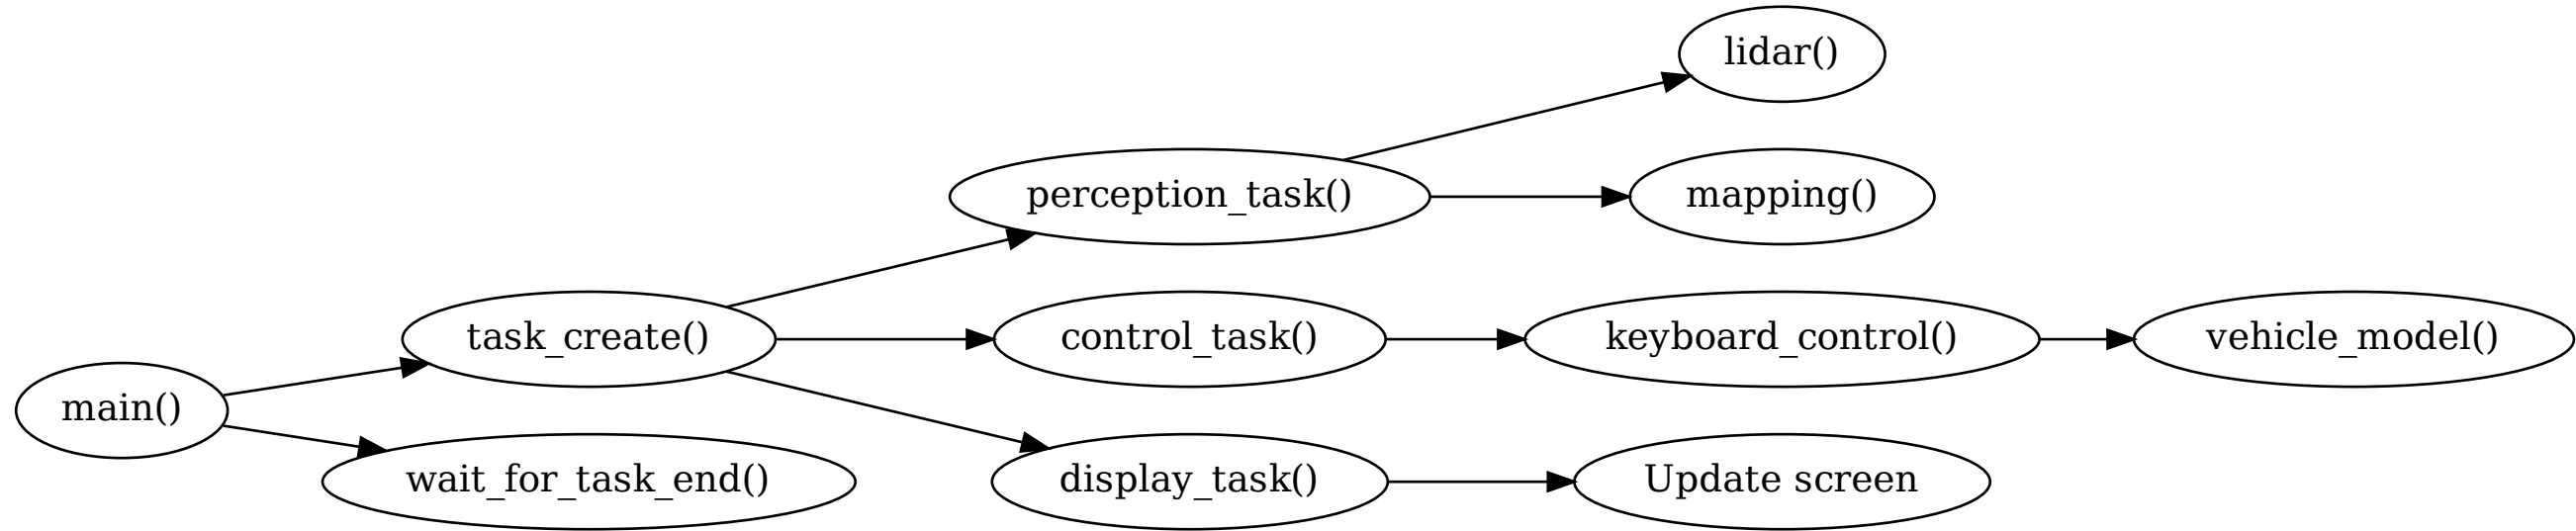 lidar()
perception_task()
mapping()
task_create()
control_task()
keyboard_control()
vehicle_model()
main()
wait_for_task_end()
display_task()
Update screen